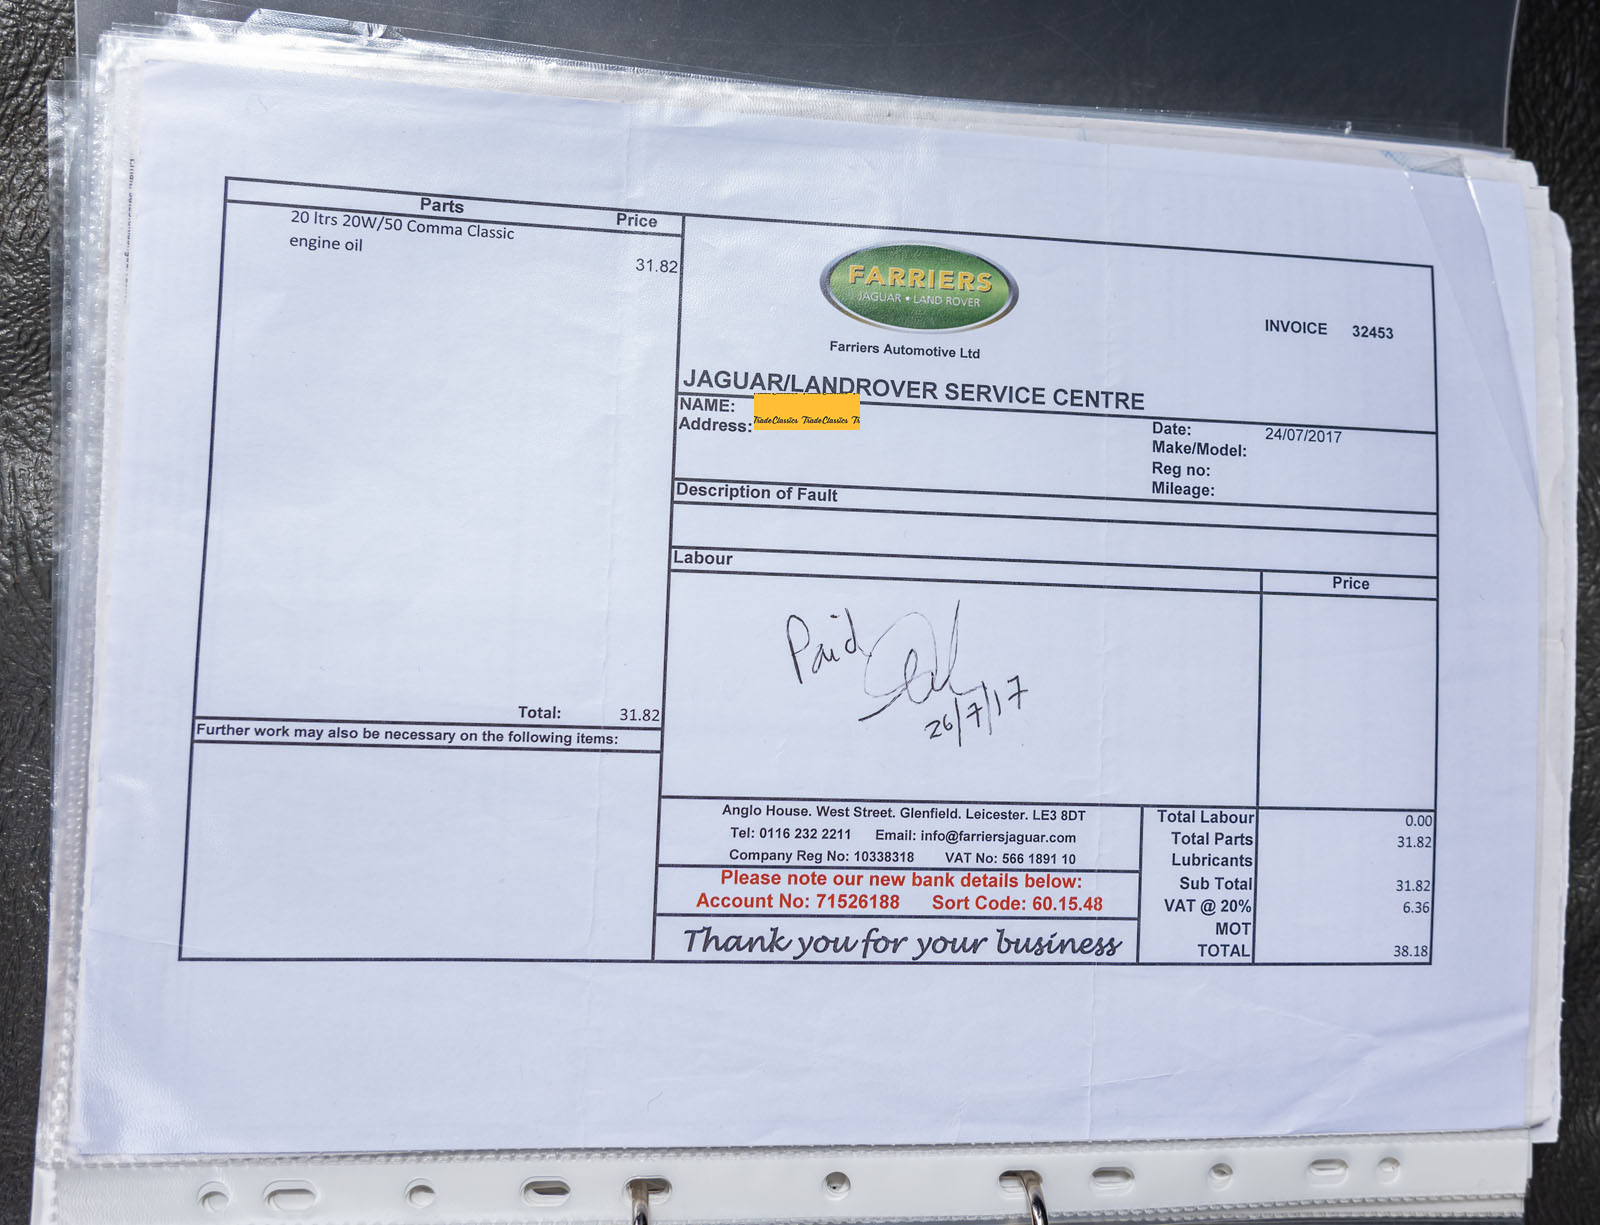 Parts
Price
20 ltrs 20W/50 Comma Classic
engine oil
31.82
Total: 31.82
Further work may also be necessary on the following items:
FARRIERS
JAGUAR • LAND ROVER
Farriers Automotive Ltd
INVOICE 32453
JAGUAR/LANDROVER SERVICE CENTRE
NAME:
Address:
TradeClassics TradeClassics Tr
Date: 24/07/2017
Make/Model:
Reg no:
Mileage:
Description of Fault
Labour
Price
Paid
26/7/17
Anglo House. West Street. Glenfield. Leicester. LE3 8DT
Tel: 0116 232 2211 Email: info@farriersjaguar.com
Company Reg No: 10338318 VAT No: 566 1891 10
Please note our new bank details below:
Account No: 71526188 Sort Code: 60.15.48
Thank you for your business
Total Labour 0.00
Total Parts 31.82
Lubricants
Sub Total 31.82
VAT @ 20% 6.36
MOT
TOTAL 38.18